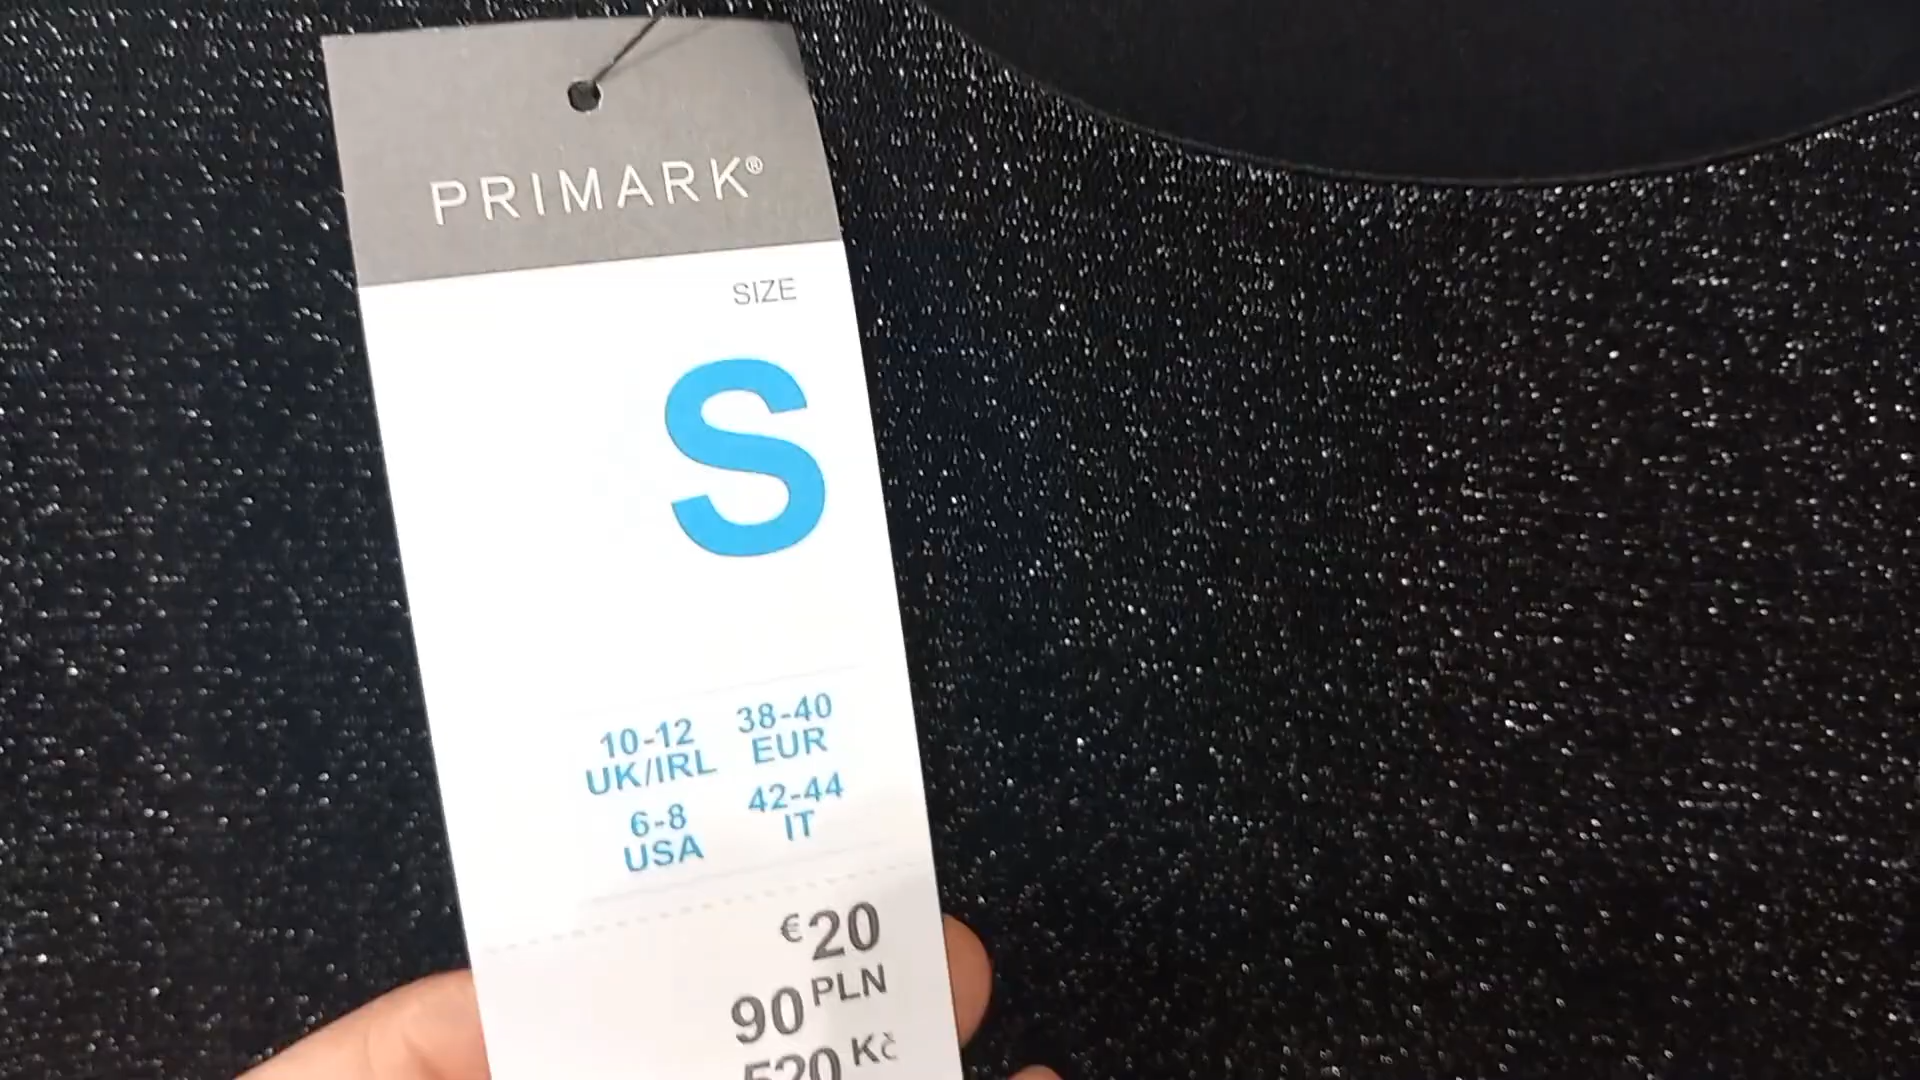 PRIMARK®
SIZE
S
10-12 38-40
UK/IRL EUR
6-8 42-44
USA IT
€20
90 PLN
520 Kč